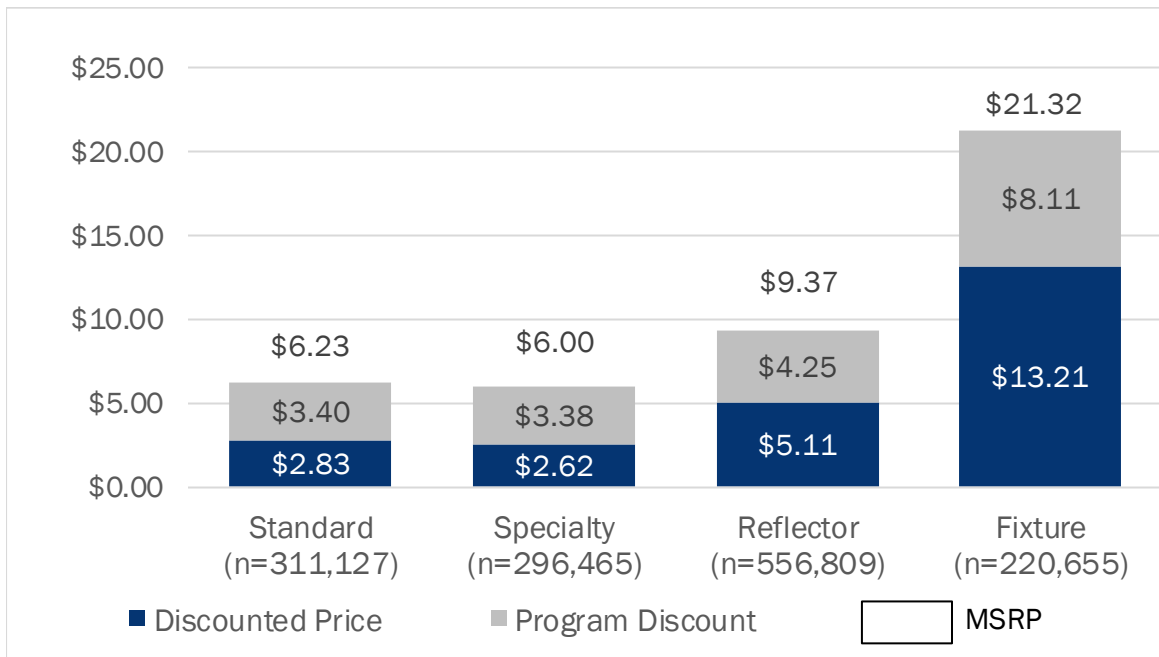 $25.00
$20.00
$15.00
$10.00
$5.00
$0.00
$6.23
$3.40
$2.83
$6.00
$3.38
$2.62
$9.37
$4.25
$5.11
$21.32
$8.11
$13.21
Standard
(n=311,127)
Specialty
(n=296,465)
Reflector
(n=556,809)
Fixture
(n=220,655)
Discounted Price
Program Discount
MSRP